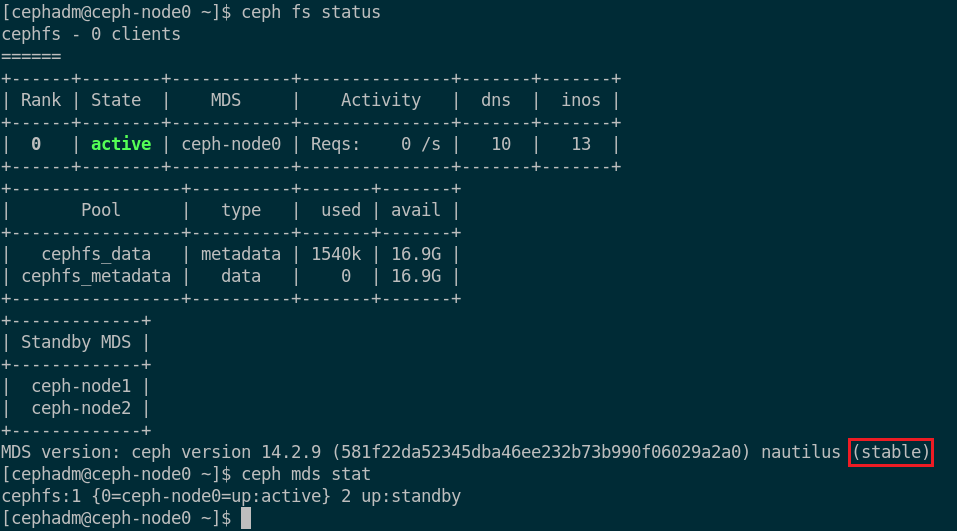 [cephadm@ceph-node0 ~]$ ceph fs status
cephfs - 0 clients
======
+------+--------+------------+---------------+-------+-------+
| Rank | State  |    MDS     |    Activity   |  dns  |  inos |
+------+--------+------------+---------------+-------+-------+
|  0   | active | ceph-node0 | Reqs:    0 /s |   10  |   13  |
+------+--------+------------+---------------+-------+-------+
+-----------------+----------+-------+-------+
|       Pool      |   type   |  used | avail |
+-----------------+----------+-------+-------+
|   cephfs_data   | metadata | 1540k | 16.9G |
| cephfs_metadata |   data   |    0  | 16.9G |
+-----------------+----------+-------+-------+
+-------------+
| Standby MDS |
+-------------+
|  ceph-node1 |
|  ceph-node2 |
+-------------+
MDS version: ceph version 14.2.9 (581f22da52345dba46ee232b73b990f06029a2a0) nautilus (stable)
[cephadm@ceph-node0 ~]$ ceph mds stat
cephfs:1 {0=ceph-node0=up:active} 2 up:standby
[cephadm@ceph-node0 ~]$